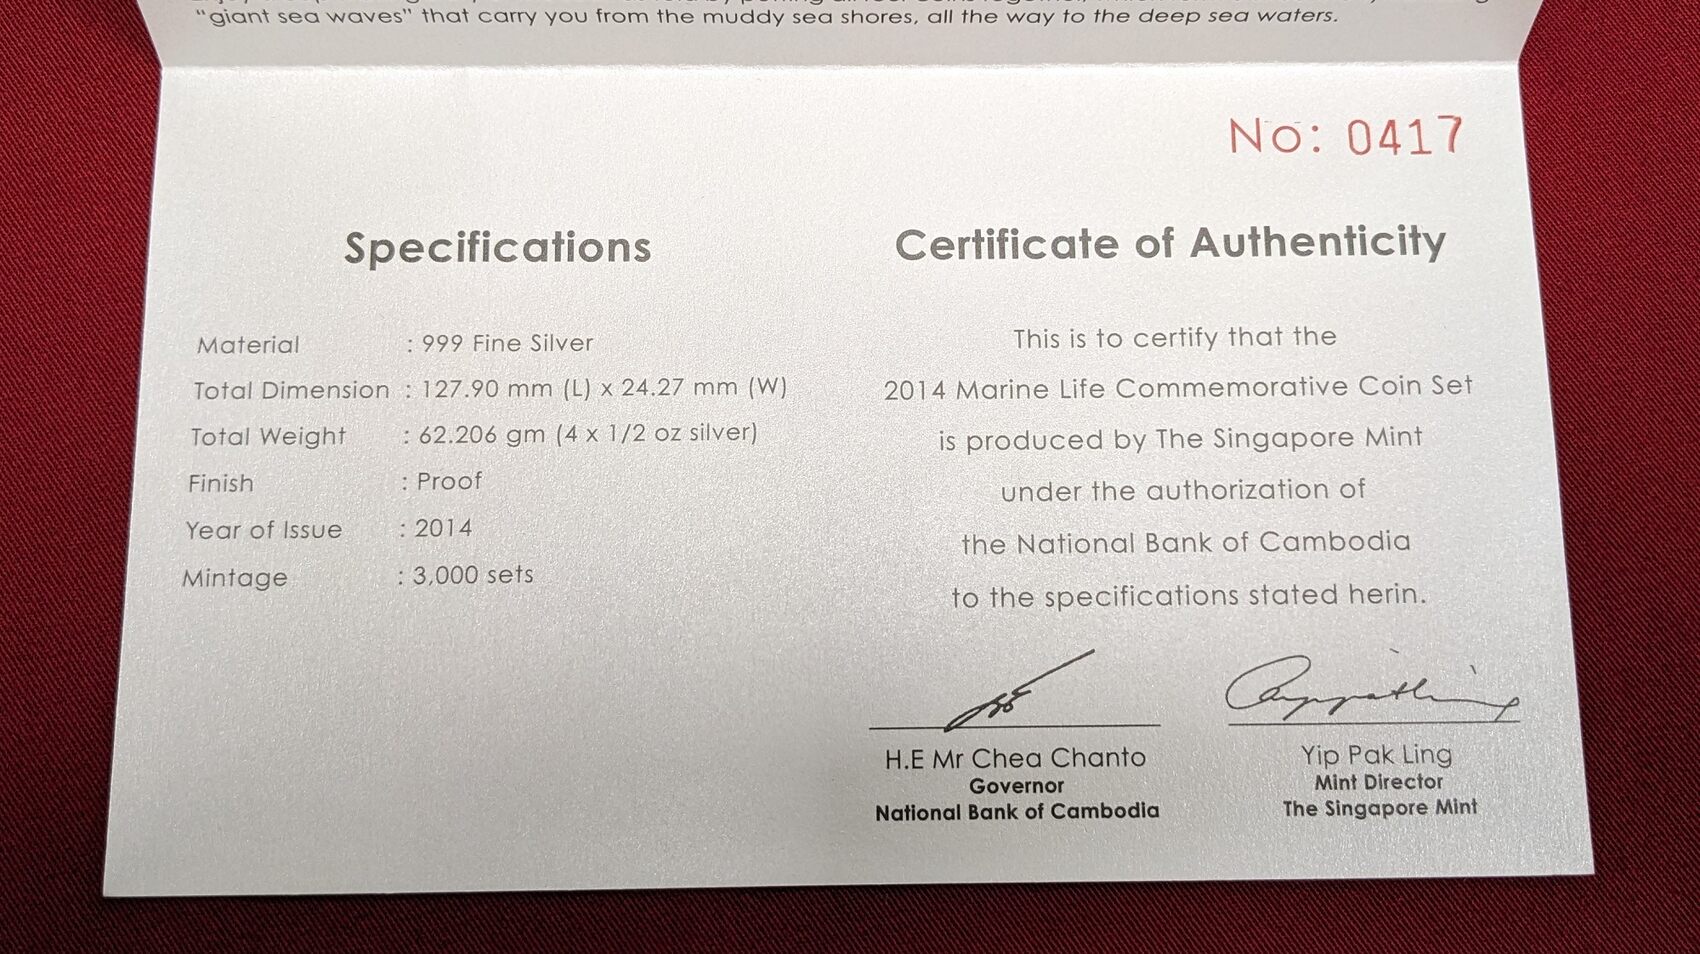 "giant sea waves" that carry you from the muddy sea shores, all the way to the deep sea waters.
No: 0417
Specifications
Material : 999 Fine Silver
Total Dimension : 127.90 mm (L) x 24.27 mm (W)
Total Weight : 62.206 gm (4 x 1/2 oz silver)
Finish : Proof
Year of Issue : 2014
Mintage : 3,000 sets
Certificate of Authenticity
This is to certify that the
2014 Marine Life Commemorative Coin Set
is produced by The Singapore Mint
under the authorization of
the National Bank of Cambodia
to the specifications stated herin.
H.E Mr Chea Chanto
Governor
National Bank of Cambodia
Yip Pak Ling
Mint Director
The Singapore Mint